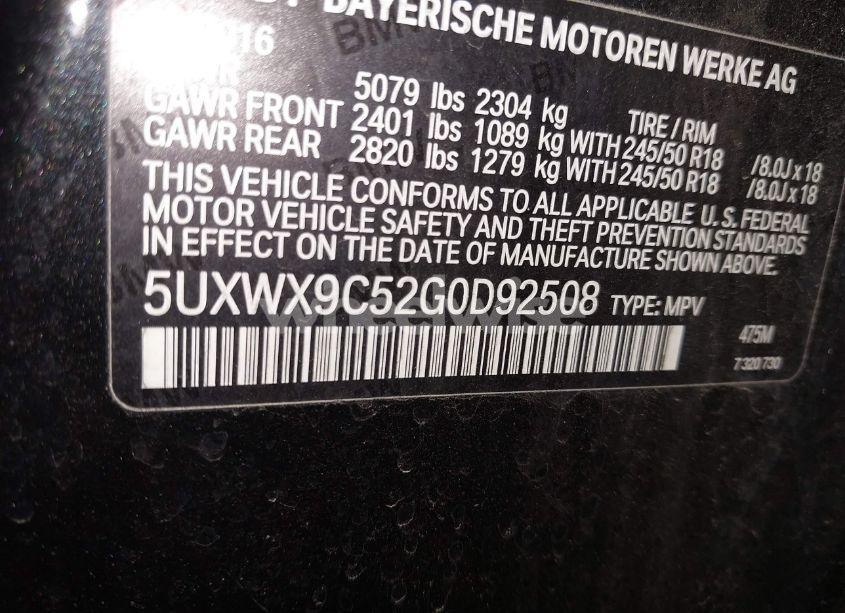 BAYERISCHE MOTOREN WERKE AG
16
5079 lbs 2304 kg TIRE / RIM
GAWR FRONT 2401 lbs 1089 kg WITH 245/50 R18 /8.0J x 18
GAWR REAR 2820 lbs 1279 kg WITH 245/50 R18 /8.0J x 18
THIS VEHICLE CONFORMS TO ALL APPLICABLE U. S. FEDERAL
MOTOR VEHICLE SAFETY AND THEFT PREVENTION STANDARDS
IN EFFECT ON THE DATE OF MANUFACTURE SHOWN ABOVE.
5UXWX9C52G0D92508 TYPE: MPV
475M
7 320 730